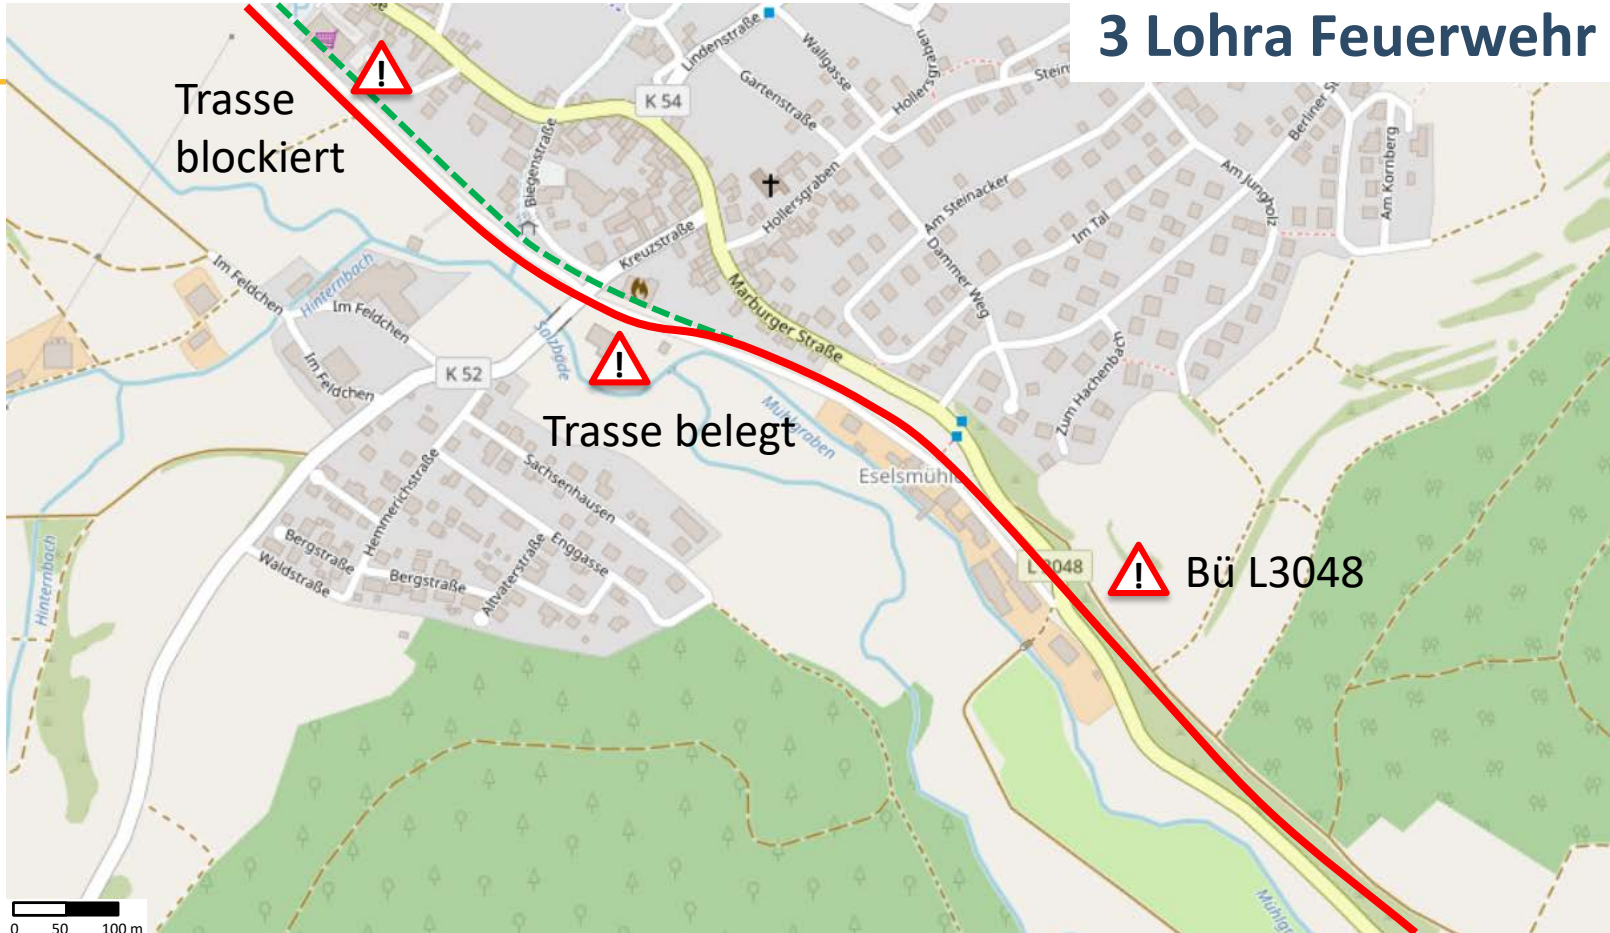 3 Lohra Feuerwehr
Trasse
blockiert
!
Lindenstraße
Wallgasse
Hollersgraben
Gartenstraße
K 54
Berliner S
Am Kornberg
Am Jungholz
Biegenstraße
Hollersgraben
Am Steinacker
Im Tal
Kreuzstraße
Dammer Weg
Im Feldchen
Hinternbach
Im Feldchen
Marburger Straße
Im Feldchen
K 52
Salzböde
!
Zum Hachenbach
Trasse belegt
Mühlgraben
Eselsmühle
Sachsenhausen
Hemmerichstraße
Enggasse
Bergstraße
Waldstraße
Bergstraße
Altvaterstraße
Hinternbach
L 3048
!
Bü L3048
Mühlgr
0 50 100 m